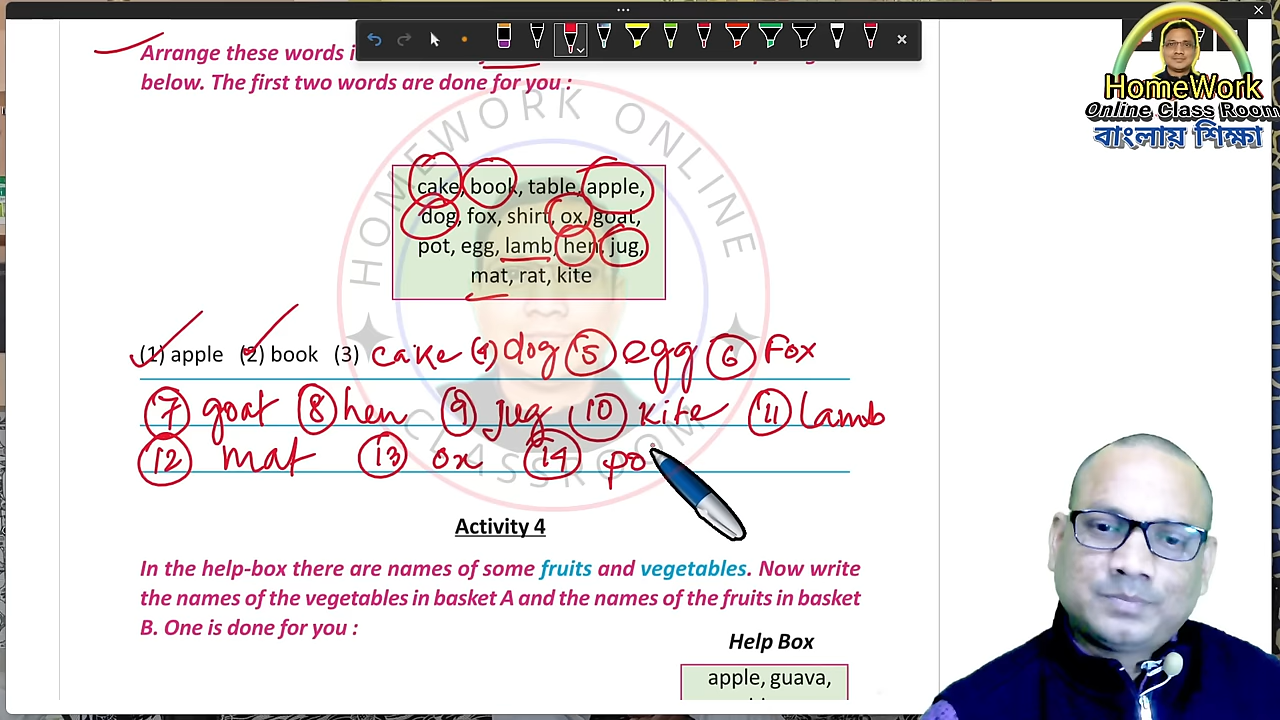 Arrange these words i
below. The first two words are done for you :
HomeWork
Online Class Room
বাংলায় শিক্ষা
HOMEWORK ONLINE
CLASSROOM
cake, book, table, apple,
dog, fox, shirt, ox, goat,
pot, egg, lamb, hen, jug,
mat, rat, kite
(1) apple (2) book (3) cake (4) dog (5) egg (6) Fox
(7) goat (8) hen (9) jug (10) kite (11) lamb
(12) mat (13) ox (14) po
Activity 4
In the help-box there are names of some fruits and vegetables. Now write
the names of the vegetables in basket A and the names of the fruits in basket
B. One is done for you :
Help Box
apple, guava,